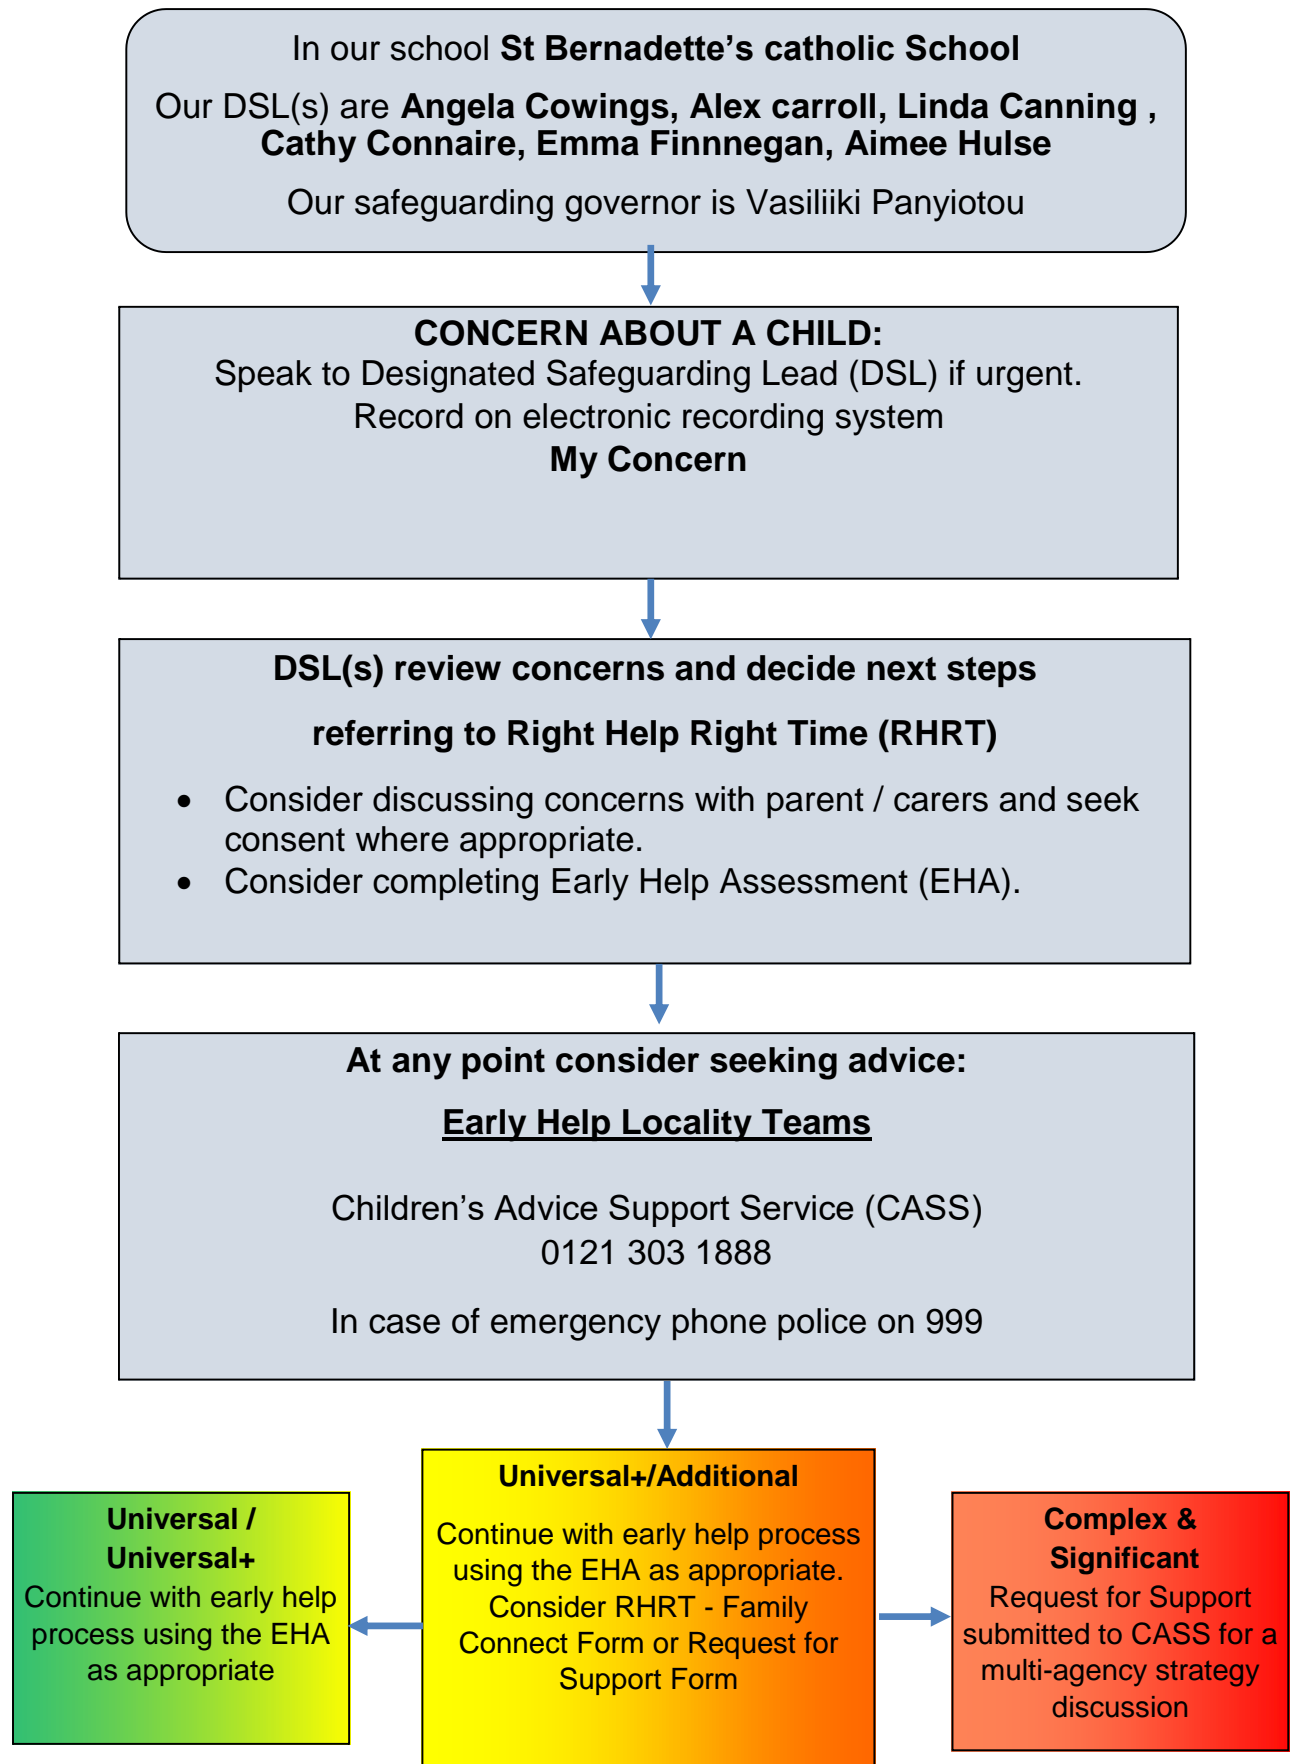 In our school St Bernadette’s catholic School
Our DSL(s) are Angela Cowings, Alex carroll, Linda Canning ,
Cathy Connaire, Emma Finnnegan, Aimee Hulse
Our safeguarding governor is Vasiliiki Panyiotou
CONCERN ABOUT A CHILD:
Speak to Designated Safeguarding Lead (DSL) if urgent.
Record on electronic recording system
My Concern
DSL(s) review concerns and decide next steps
referring to Right Help Right Time (RHRT)
• Consider discussing concerns with parent / carers and seek
consent where appropriate.
• Consider completing Early Help Assessment (EHA).
At any point consider seeking advice:
Early Help Locality Teams
Children’s Advice Support Service (CASS)
0121 303 1888
In case of emergency phone police on 999
Universal /
Universal+
Continue with early help
process using the EHA
as appropriate
Universal+/Additional
Continue with early help process
using the EHA as appropriate.
Consider RHRT - Family
Connect Form or Request for
Support Form
Complex &
Significant
Request for Support
submitted to CASS for a
multi-agency strategy
discussion